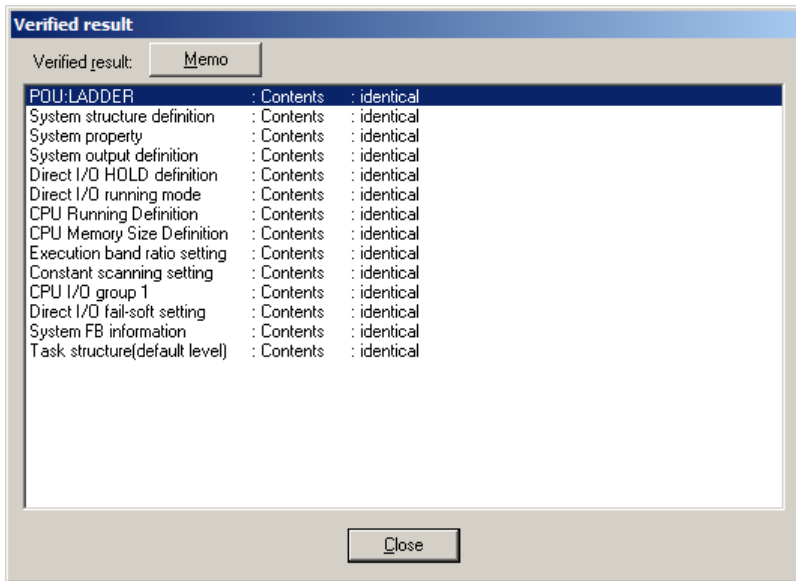 Verified result
Verified result: Memo
POU:LADDER : Contents : identical
System structure definition : Contents : identical
System property : Contents : identical
System output definition : Contents : identical
Direct I/O HOLD definition : Contents : identical
Direct I/O running mode : Contents : identical
CPU Running Definition : Contents : identical
CPU Memory Size Definition : Contents : identical
Execution band ratio setting : Contents : identical
Constant scanning setting : Contents : identical
CPU I/O group 1 : Contents : identical
Direct I/O fail-soft setting : Contents : identical
System FB information : Contents : identical
Task structure(default level) : Contents : identical
Close